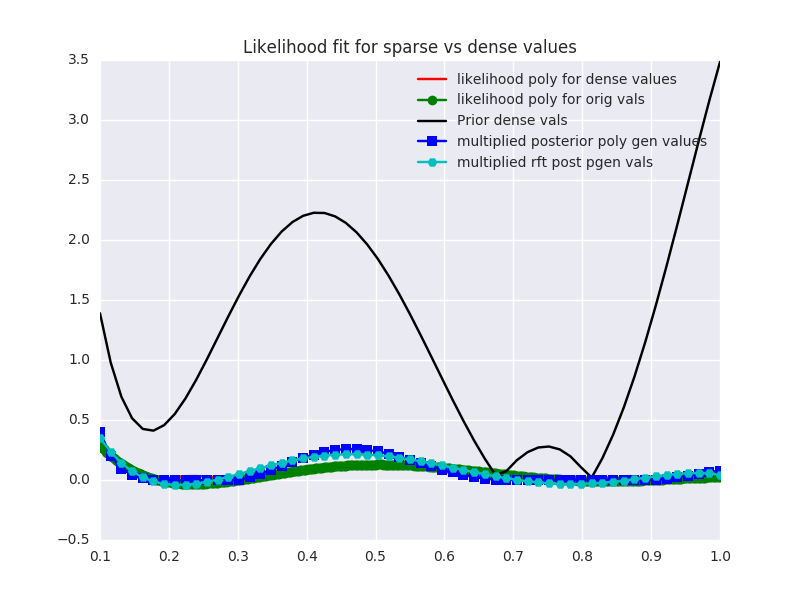 Likelihood fit for sparse vs dense values
3.5
3.0
2.5
2.0
1.5
1.0
0.5
0.0
−0.5
likelihood poly for dense values
likelihood poly for orig vals
Prior dense vals
multiplied posterior poly gen values
multiplied rft post pgen vals
0.1 0.2 0.3 0.4 0.5 0.6 0.7 0.8 0.9 1.0